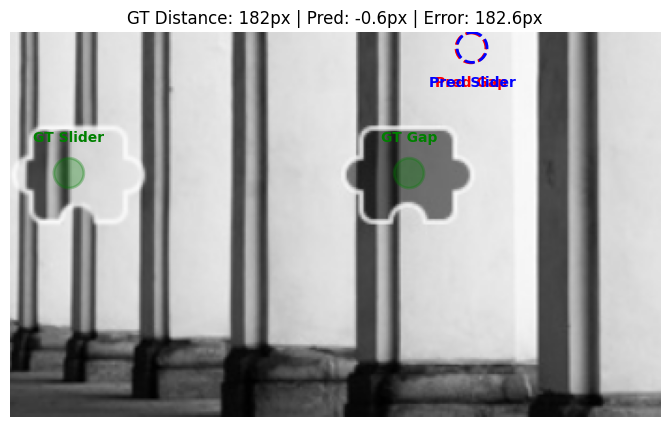 GT Distance: 182px | Pred: -0.6px | Error: 182.6px
Pred Gap
Pred Slider
GT Slider
GT Gap